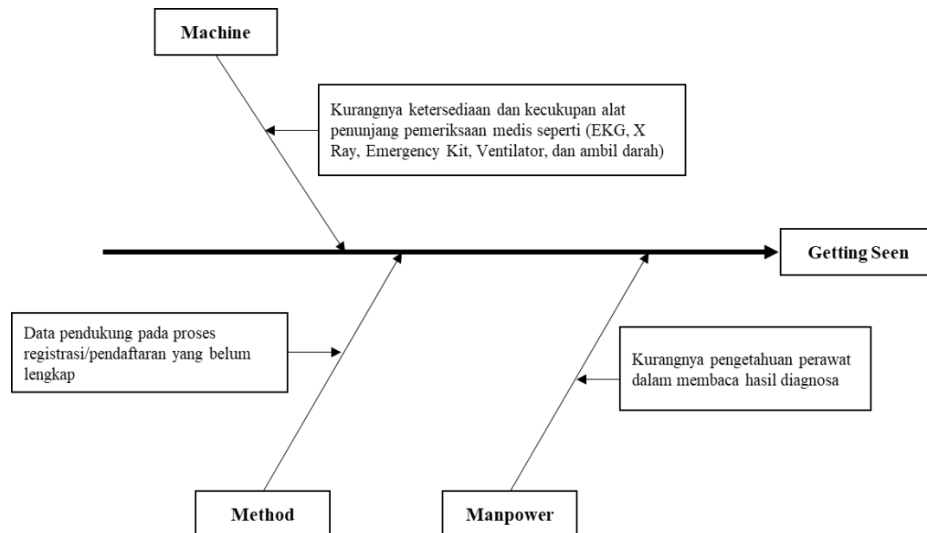 Machine
Kurangnya ketersediaan dan kecukupan alat
penunjang pemeriksaan medis seperti (EKG, X
Ray, Emergency Kit, Ventilator, dan ambil darah)
Getting Seen
Data pendukung pada proses
registrasi/pendaftaran yang belum
lengkap
Kurangnya pengetahuan perawat
dalam membaca hasil diagnosa
Method
Manpower